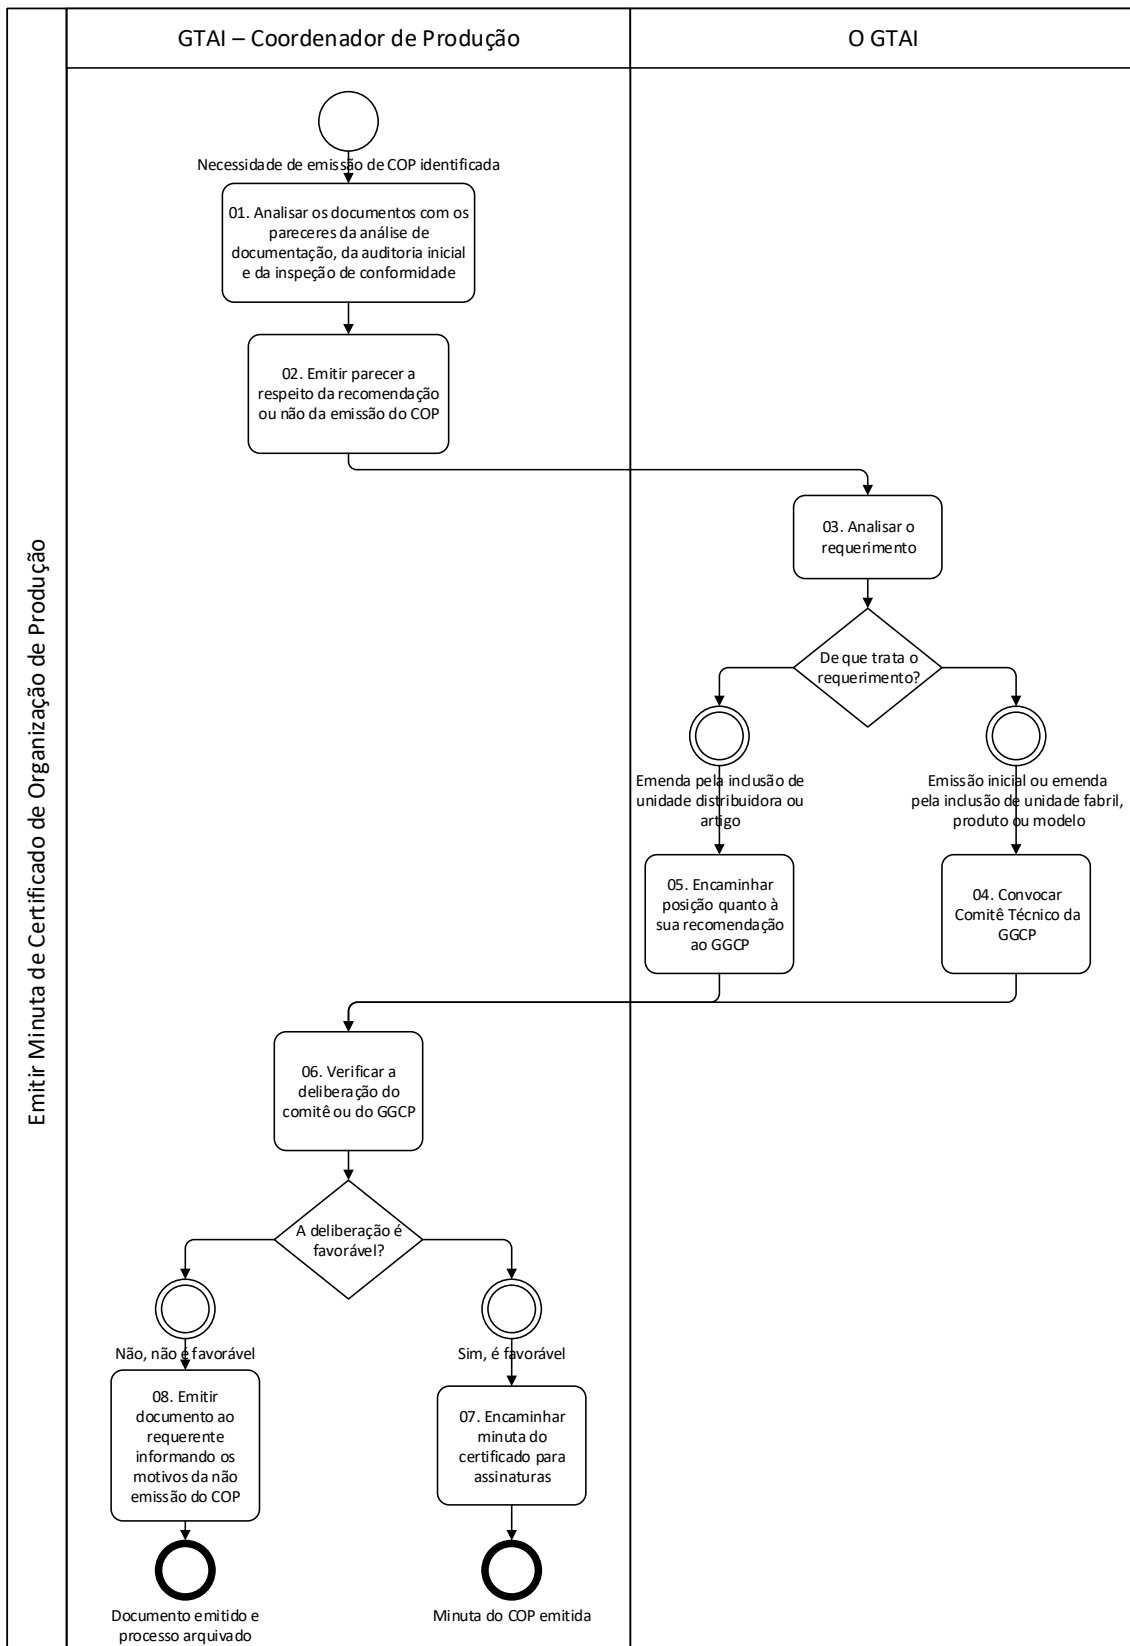 Emitir Minuta de Certificado de Organização de Produção
GTAI – Coordenador de Produção
O GTAI
Necessidade de emissão de COP identificada
01. Analisar os documentos com os
pareceres da análise de
documentação, da auditoria inicial
e da inspeção de conformidade
02. Emitir parecer a
respeito da recomendação
ou não da emissão do COP
03. Analisar o
requerimento
De que trata o
requerimento?
Emenda pela inclusão de
unidade distribuidora ou
artigo
Emissão inicial ou emenda
pela inclusão de unidade fabril,
produto ou modelo
05. Encaminhar
posição quanto à
sua recomendação
ao GGCP
04. Convocar
Comitê Técnico da
GGCP
06. Verificar a
deliberação do
comitê ou do GGCP
A deliberação é
favorável?
Não, não é favorável
Sim, é favorável
08. Emitir
documento ao
requerente
informando os
motivos da não
emissão do COP
07. Encaminhar
minuta do
certificado para
assinaturas
Documento emitido e
processo arquivado
Minuta do COP emitida